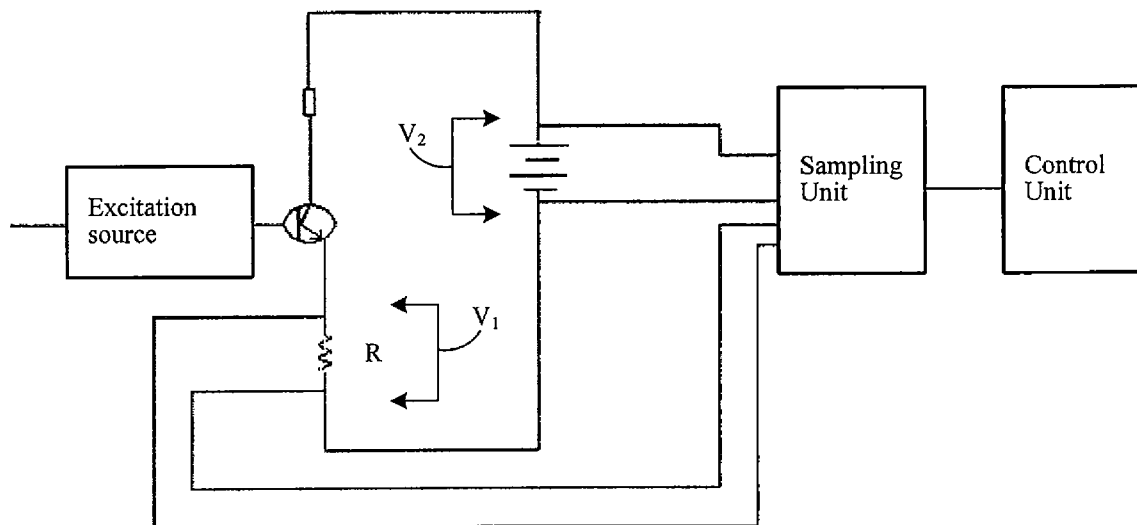 V₂
Excitation
source
Sampling
Unit
Control
Unit
R
V₁